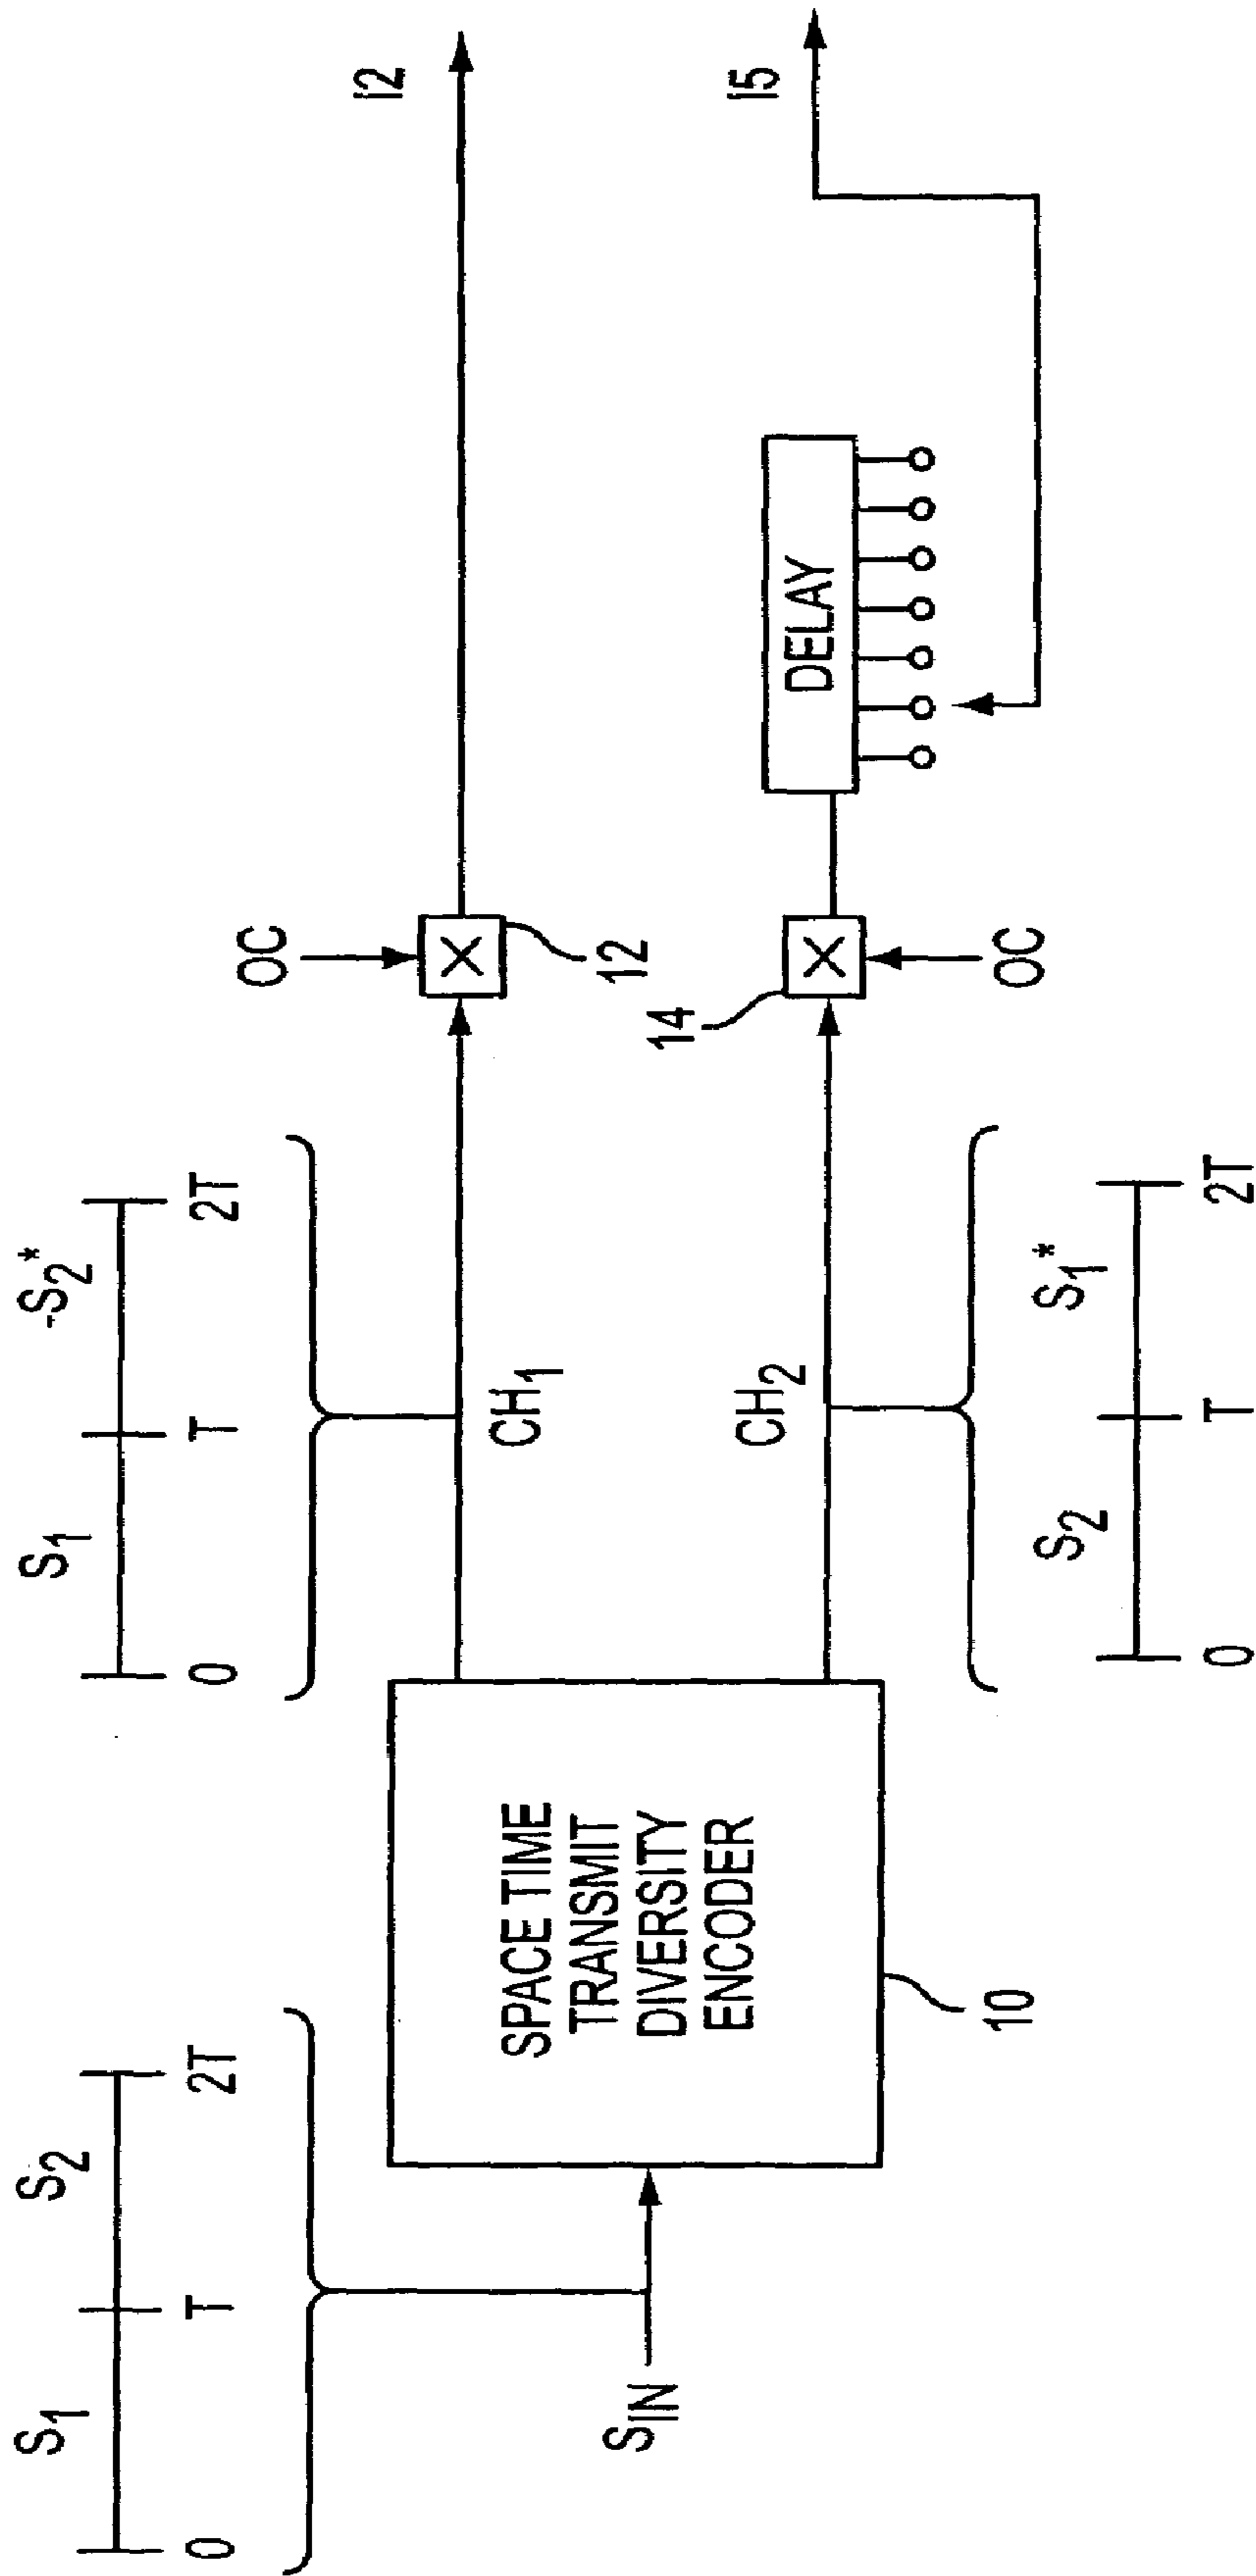 S1 S2
0 T 2T
SIN
SPACE TIME
TRANSMIT
DIVERSITY
ENCODER
10
S1 -S2*
0 T 2T
CH1
CH2
S2 S1*
0 T 2T
OC
12
14
OC
DELAY
I2
I5